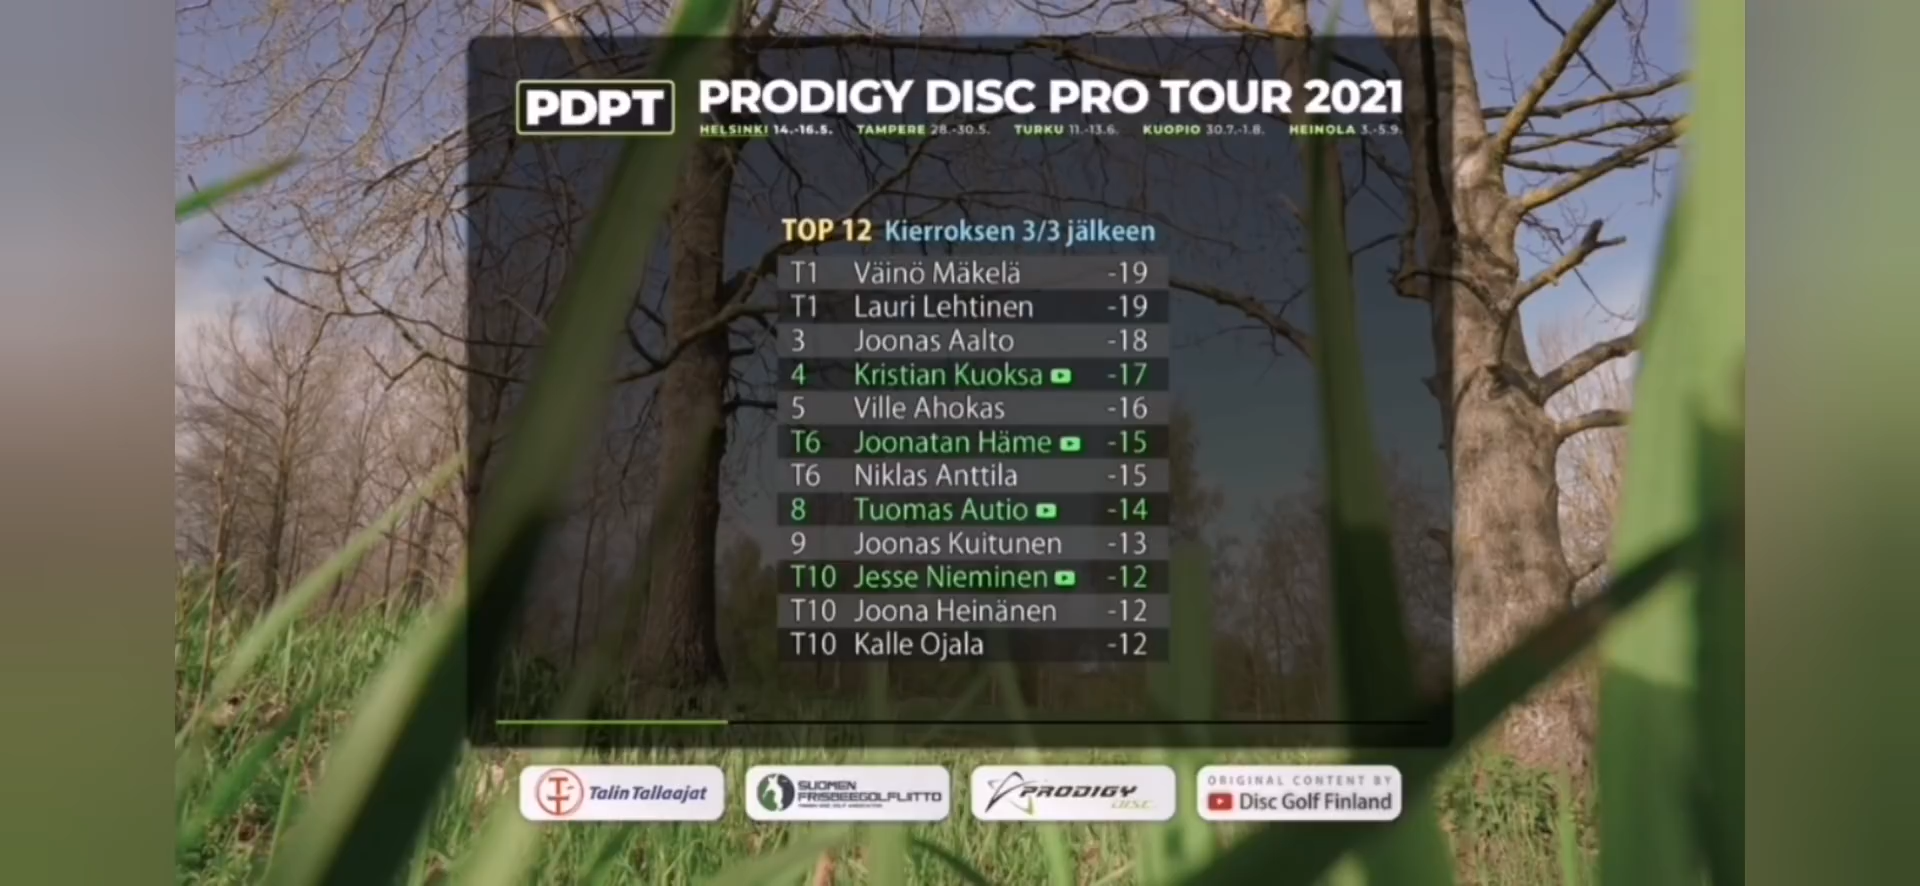 PDPT PRODIGY DISC PRO TOUR 2021
HELSINKI 14.-16.5. TAMPERE 28.-30.5. TURKU 11.-13.6. KUOPIO 30.7.-1.8. HEINOLA 3.-5.9.
TOP 12 Kierroksen 3/3 jälkeen
T1 Väinö Mäkelä -19
T1 Lauri Lehtinen -19
3 Joonas Aalto -18
4 Kristian Kuoksa -17
5 Ville Ahokas -16
T6 Joonatan Häme -15
T6 Niklas Anttila -15
8 Tuomas Autio -14
9 Joonas Kuitunen -13
T10 Jesse Nieminen -12
T10 Joona Heinänen -12
T10 Kalle Ojala -12
Talin Tallaajat
SUOMEN
FRISBEEGOLFLIITTO
PRODIGY
DISC
ORIGINAL CONTENT BY
Disc Golf Finland